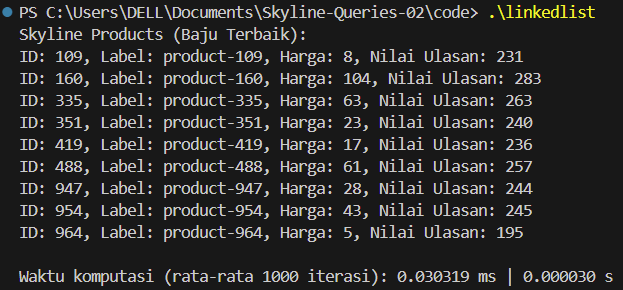 PS C:\Users\DELL\Documents\Skyline-Queries-02\code> .\linkedlist
Skyline Products (Baju Terbaik):
ID: 109, Label: product-109, Harga: 8, Nilai Ulasan: 231
ID: 160, Label: product-160, Harga: 104, Nilai Ulasan: 283
ID: 335, Label: product-335, Harga: 63, Nilai Ulasan: 263
ID: 351, Label: product-351, Harga: 23, Nilai Ulasan: 240
ID: 419, Label: product-419, Harga: 17, Nilai Ulasan: 236
ID: 488, Label: product-488, Harga: 61, Nilai Ulasan: 257
ID: 947, Label: product-947, Harga: 28, Nilai Ulasan: 244
ID: 954, Label: product-954, Harga: 43, Nilai Ulasan: 245
ID: 964, Label: product-964, Harga: 5, Nilai Ulasan: 195
Waktu komputasi (rata-rata 1000 iterasi): 0.030319 ms | 0.000030 s